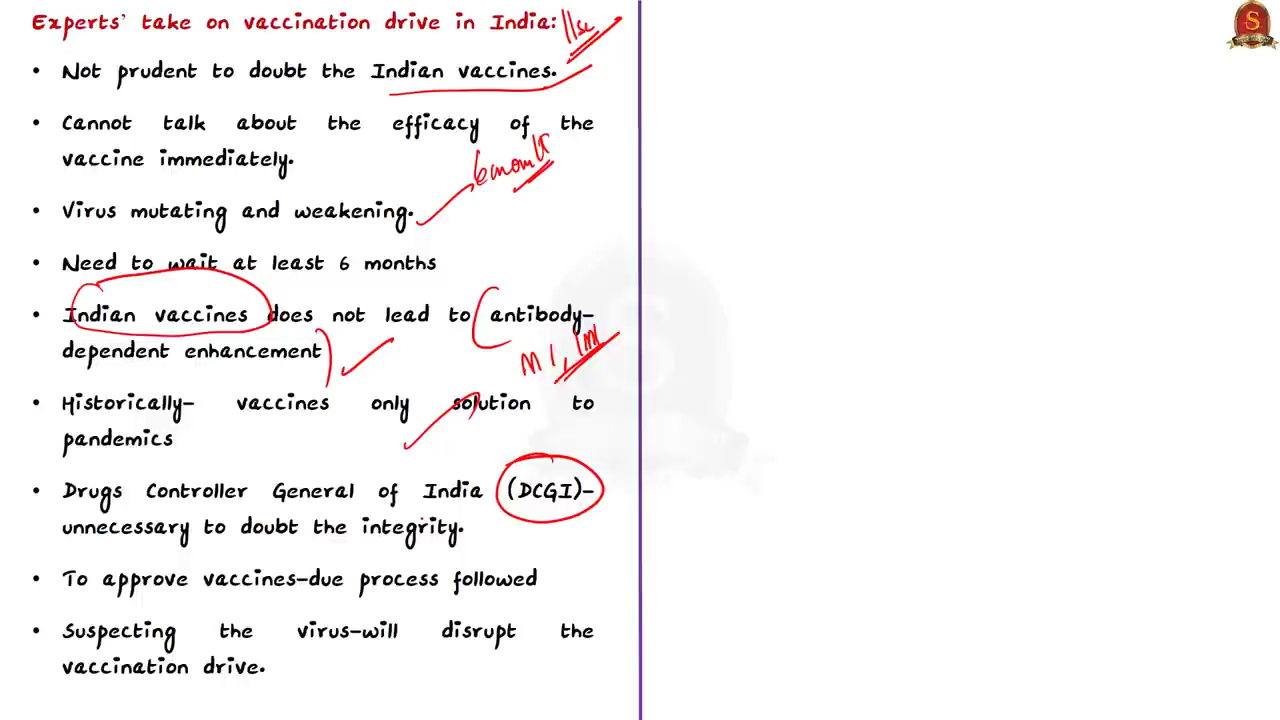 Experts' take on vaccination drive in India: IISc
• Not prudent to doubt the Indian vaccines.
• Cannot talk about the efficacy of the
vaccine immediately.
• Virus mutating and weakening.
• Need to wait at least 6 months
• Indian vaccines does not lead to antibody-
dependent enhancement
• Historically- vaccines only solution to
pandemics
• Drugs Controller General of India (DCGI)-
unnecessary to doubt the integrity.
• To approve vaccines-due process followed
• Suspecting the virus-will disrupt the
vaccination drive.
S